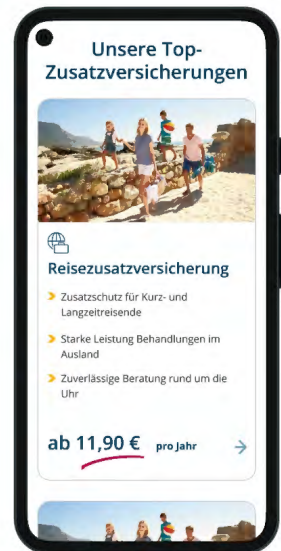 Unsere Top-
Zusatzversicherungen
Reisezusatzversicherung
Zusatzschutz für Kurz- und
Langzeitreisende
Starke Leistung Behandlungen im
Ausland
Zuverlässige Beratung rund um die
Uhr
ab 11,90 € pro Jahr